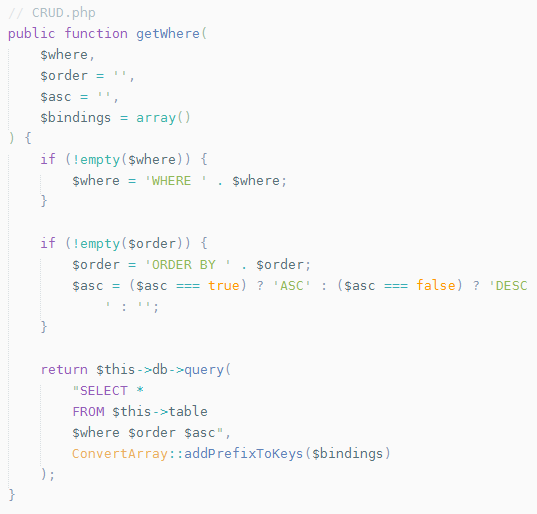 // CRUD.php
public function getWhere(
    $where,
    $order = '',
    $asc = '',
    $bindings = array()
) {
    if (!empty($where)) {
        $where = 'WHERE ' . $where;
    }

    if (!empty($order)) {
        $order = 'ORDER BY ' . $order;
        $asc = ($asc === true) ? 'ASC' : ($asc === false) ? 'DESC
            ' : '';
    }

    return $this->db->query(
        "SELECT *
        FROM $this->table
        $where $order $asc",
        ConvertArray::addPrefixToKeys($bindings)
    );
}